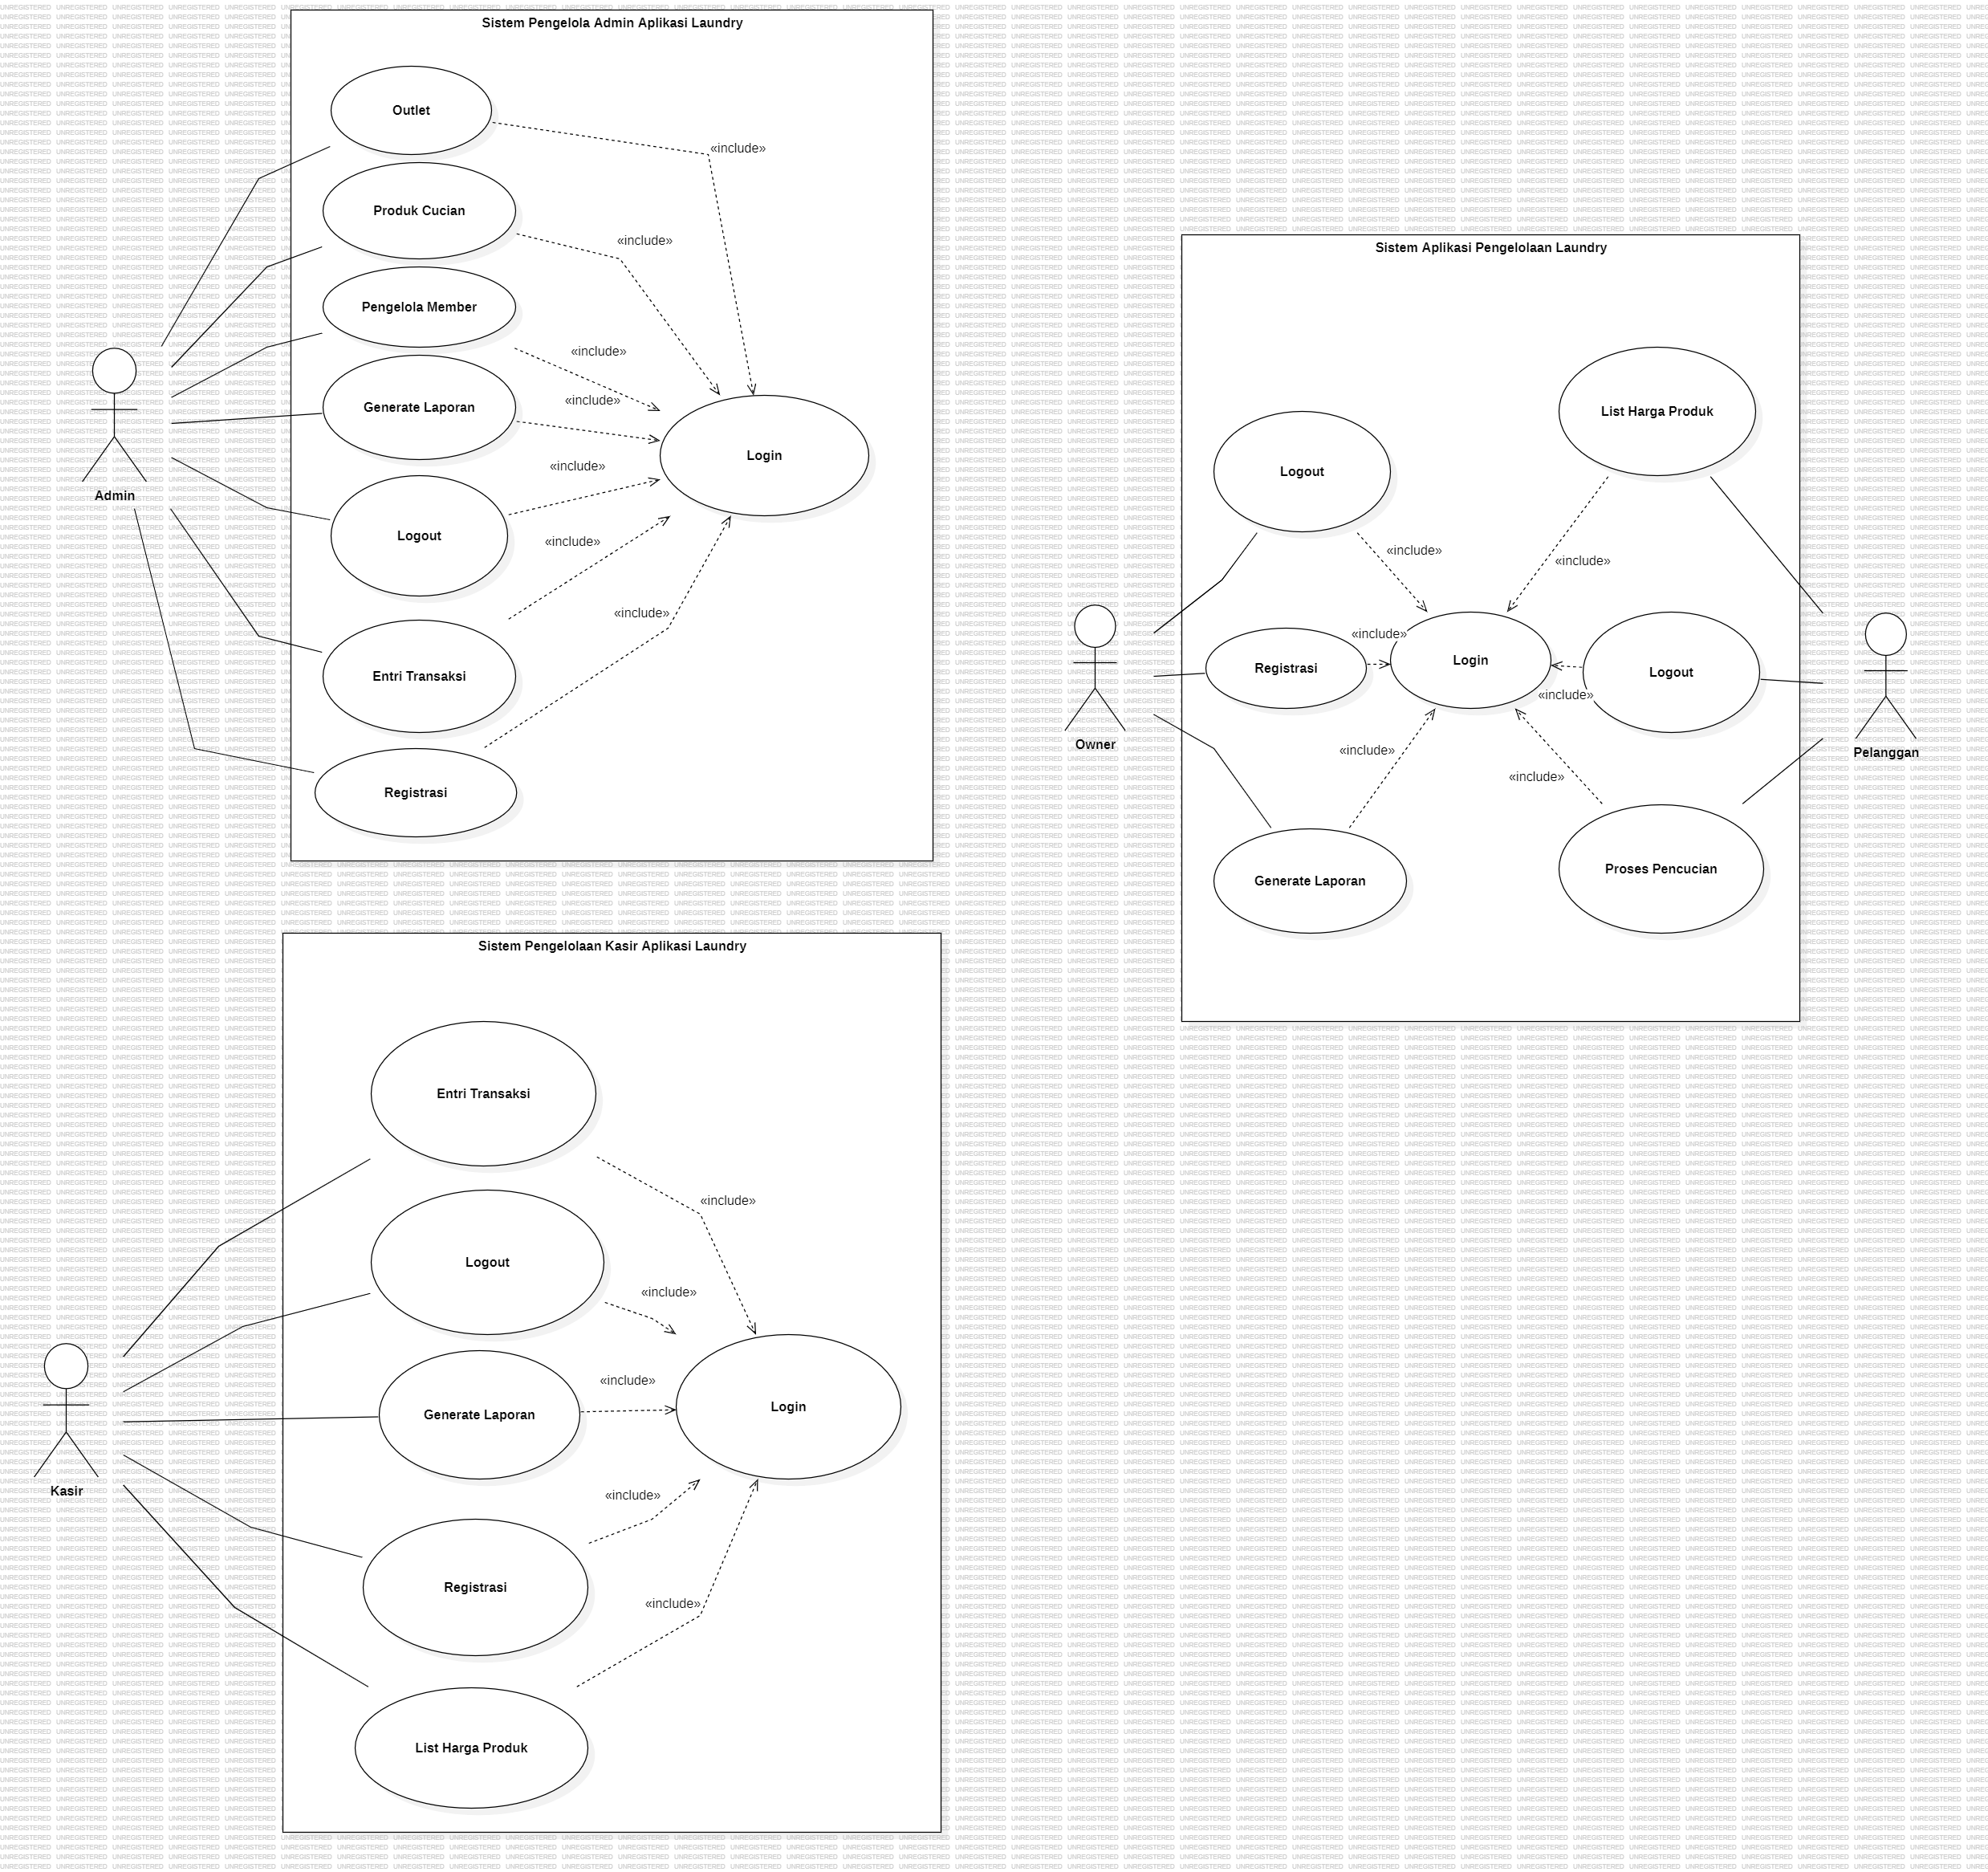 Sistem Pengelola Admin Aplikasi Laundry
Outlet
«include»
Produk Cucian
«include»
Pengelola Member
«include»
Generate Laporan
«include»
Login
«include»
Admin
Logout
«include»
«include»
Entri Transaksi
Registrasi
Sistem Aplikasi Pengelolaan Laundry
List Harga Produk
Logout
«include»
«include»
«include»
Registrasi
Login
Logout
«include»
Owner
Pelanggan
«include»
«include»
Generate Laporan
Proses Pencucian
Sistem Pengelolaan Kasir Aplikasi Laundry
Entri Transaksi
«include»
Logout
«include»
«include»
Generate Laporan
Login
Kasir
«include»
Registrasi
«include»
List Harga Produk
UNREGISTERED